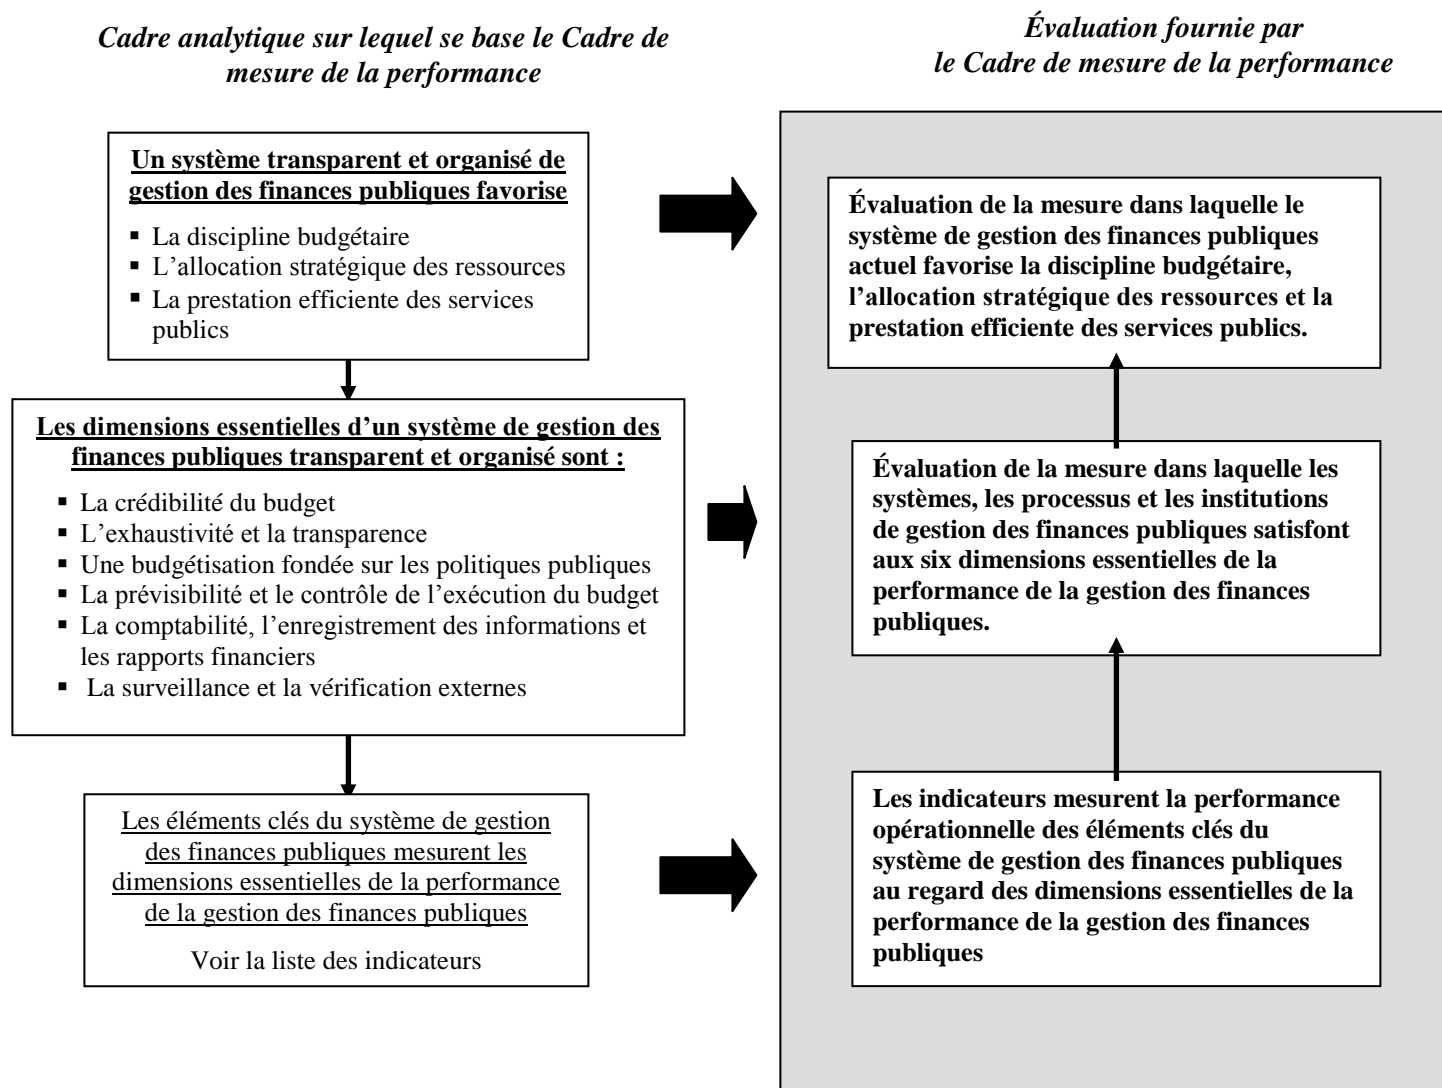 Cadre analytique sur lequel se base le Cadre de
mesure de la performance
Un système transparent et organisé de
gestion des finances publiques favorise
▪ La discipline budgétaire
▪ L’allocation stratégique des ressources
▪ La prestation efficiente des services
publics
Les dimensions essentielles d’un système de gestion des
finances publiques transparent et organisé sont :
▪ La crédibilité du budget
▪ L’exhaustivité et la transparence
▪ Une budgétisation fondée sur les politiques publiques
▪ La prévisibilité et le contrôle de l’exécution du budget
▪ La comptabilité, l’enregistrement des informations et
les rapports financiers
▪ La surveillance et la vérification externes
Les éléments clés du système de gestion
des finances publiques mesurent les
dimensions essentielles de la performance
de la gestion des finances publiques
Voir la liste des indicateurs
Évaluation fournie par
le Cadre de mesure de la performance
Évaluation de la mesure dans laquelle le
système de gestion des finances publiques
actuel favorise la discipline budgétaire,
l’allocation stratégique des ressources et la
prestation efficiente des services publics.
Évaluation de la mesure dans laquelle les
systèmes, les processus et les institutions
de gestion des finances publiques satisfont
aux six dimensions essentielles de la
performance de la gestion des finances
publiques.
Les indicateurs mesurent la performance
opérationnelle des éléments clés du
système de gestion des finances publiques
au regard des dimensions essentielles de la
performance de la gestion des finances
publiques